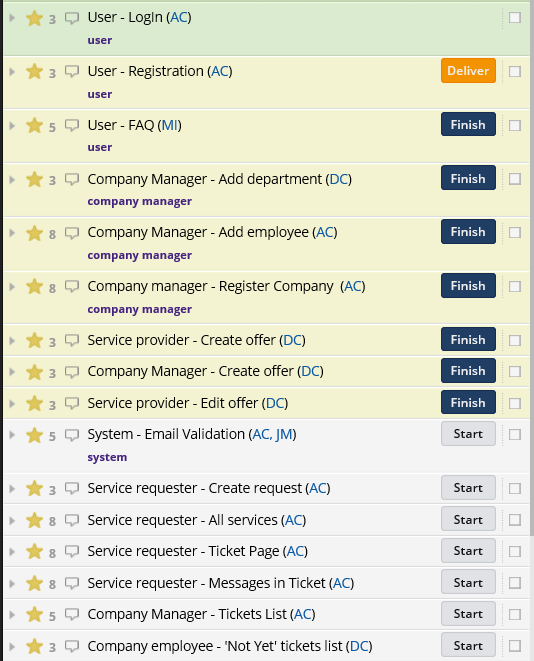 3 User - LogIn (AC)
user
3 User - Registration (AC) Deliver
user
5 User - FAQ (MI) Finish
user
3 Company Manager - Add department (DC) Finish
company manager
8 Company Manager - Add employee (AC) Finish
company manager
8 Company manager - Register Company (AC) Finish
company manager
3 Service provider - Create offer (DC) Finish
3 Company Manager - Create offer (DC) Finish
3 Service provider - Edit offer (DC) Finish
5 System - Email Validation (AC, JM) Start
system
3 Service requester - Create request (AC) Start
8 Service requester - All services (AC) Start
8 Service requester - Ticket Page (AC) Start
8 Service requester - Messages in Ticket (AC) Start
5 Company Manager - Tickets List (AC) Start
3 Company employee - 'Not Yet' tickets list (DC) Start